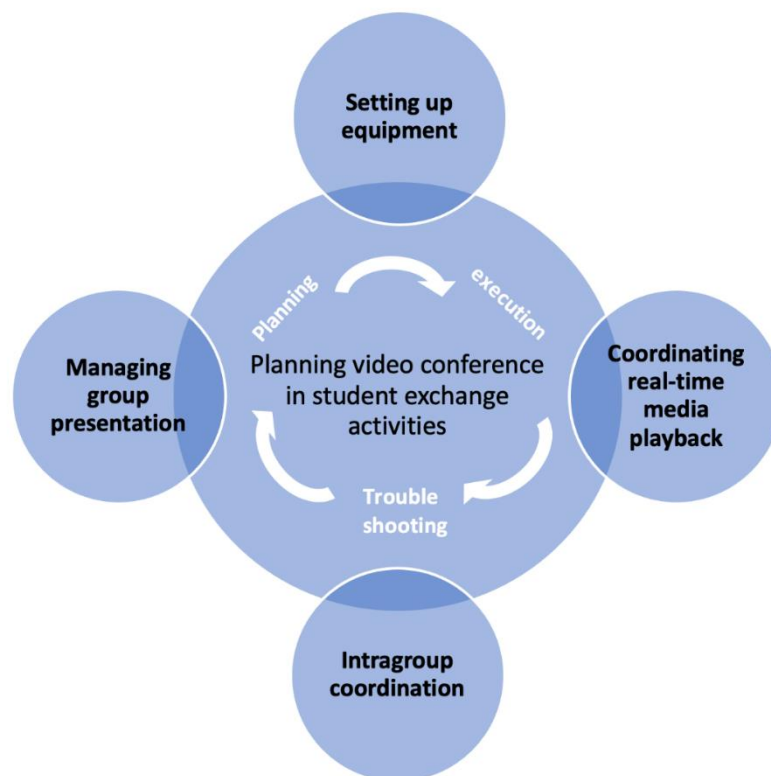 Setting up
equipment
Planning
execution
Managing
group
presentation
Planning video conference
in student exchange
activities
Coordinating
real-time
media
playback
Trouble
shooting
Intragroup
coordination